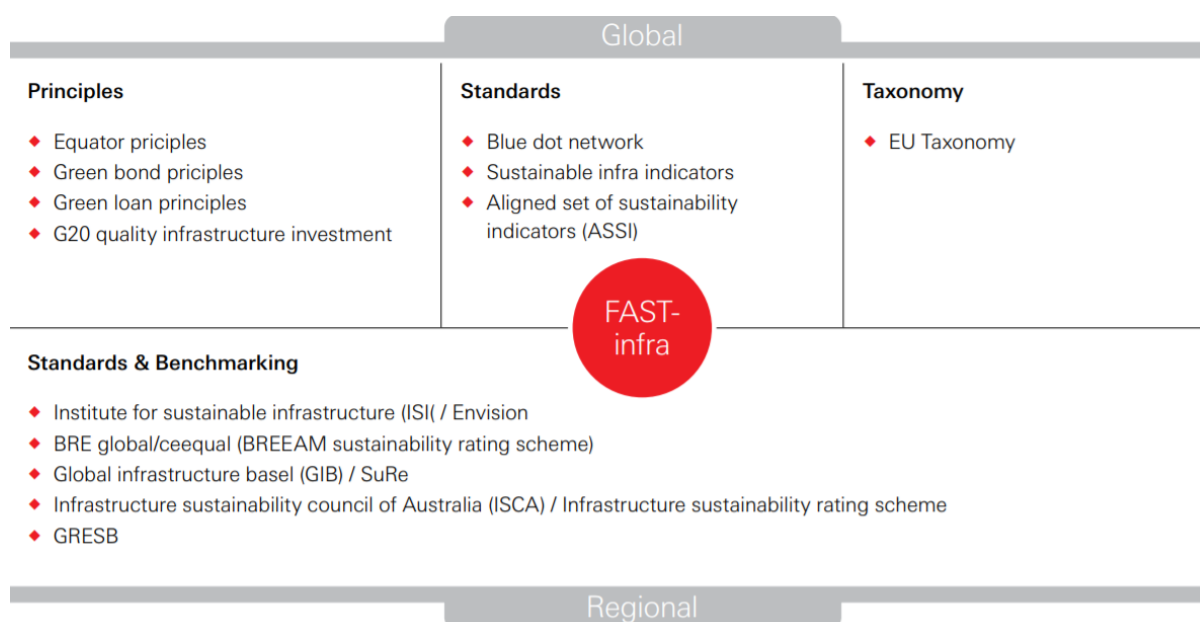 Global
Principles
Equator priciples
Green bond priciples
Green loan principles
G20 quality infrastructure investment
Standards
Blue dot network
Sustainable infra indicators
Aligned set of sustainability
indicators (ASSI)
Taxonomy
EU Taxonomy
FAST-
infra
Standards & Benchmarking
Institute for sustainable infrastructure (ISI( / Envision
BRE global/ceequal (BREEAM sustainability rating scheme)
Global infrastructure basel (GIB) / SuRe
Infrastructure sustainability council of Australia (ISCA) / Infrastructure sustainability rating scheme
GRESB
Regional